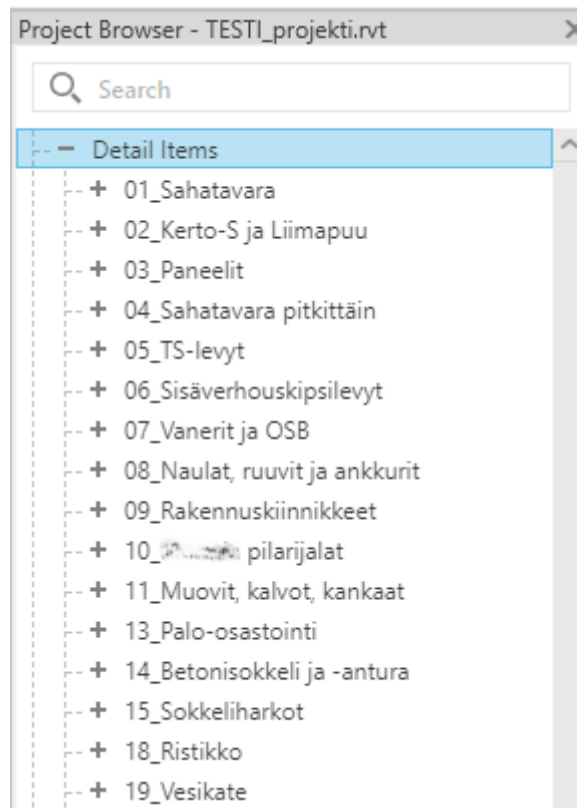 Project Browser - TESTI_projekti.rvt
Search
Detail Items
01_Sahatavara
02_Kerto-S ja Liimapuu
03_Paneelit
04_Sahatavara pitkittäin
05_TS-levyt
06_Sisäverhouskipsilevyt
07_Vanerit ja OSB
08_Naulat, ruuvit ja ankkurit
09_Rakennuskiinnikkeet
10_ pilarijalat
11_Muovit, kalvot, kankaat
13_Palo-osastointi
14_Betonisokkeli ja -antura
15_Sokkeliharkot
18_Ristikko
19_Vesikate